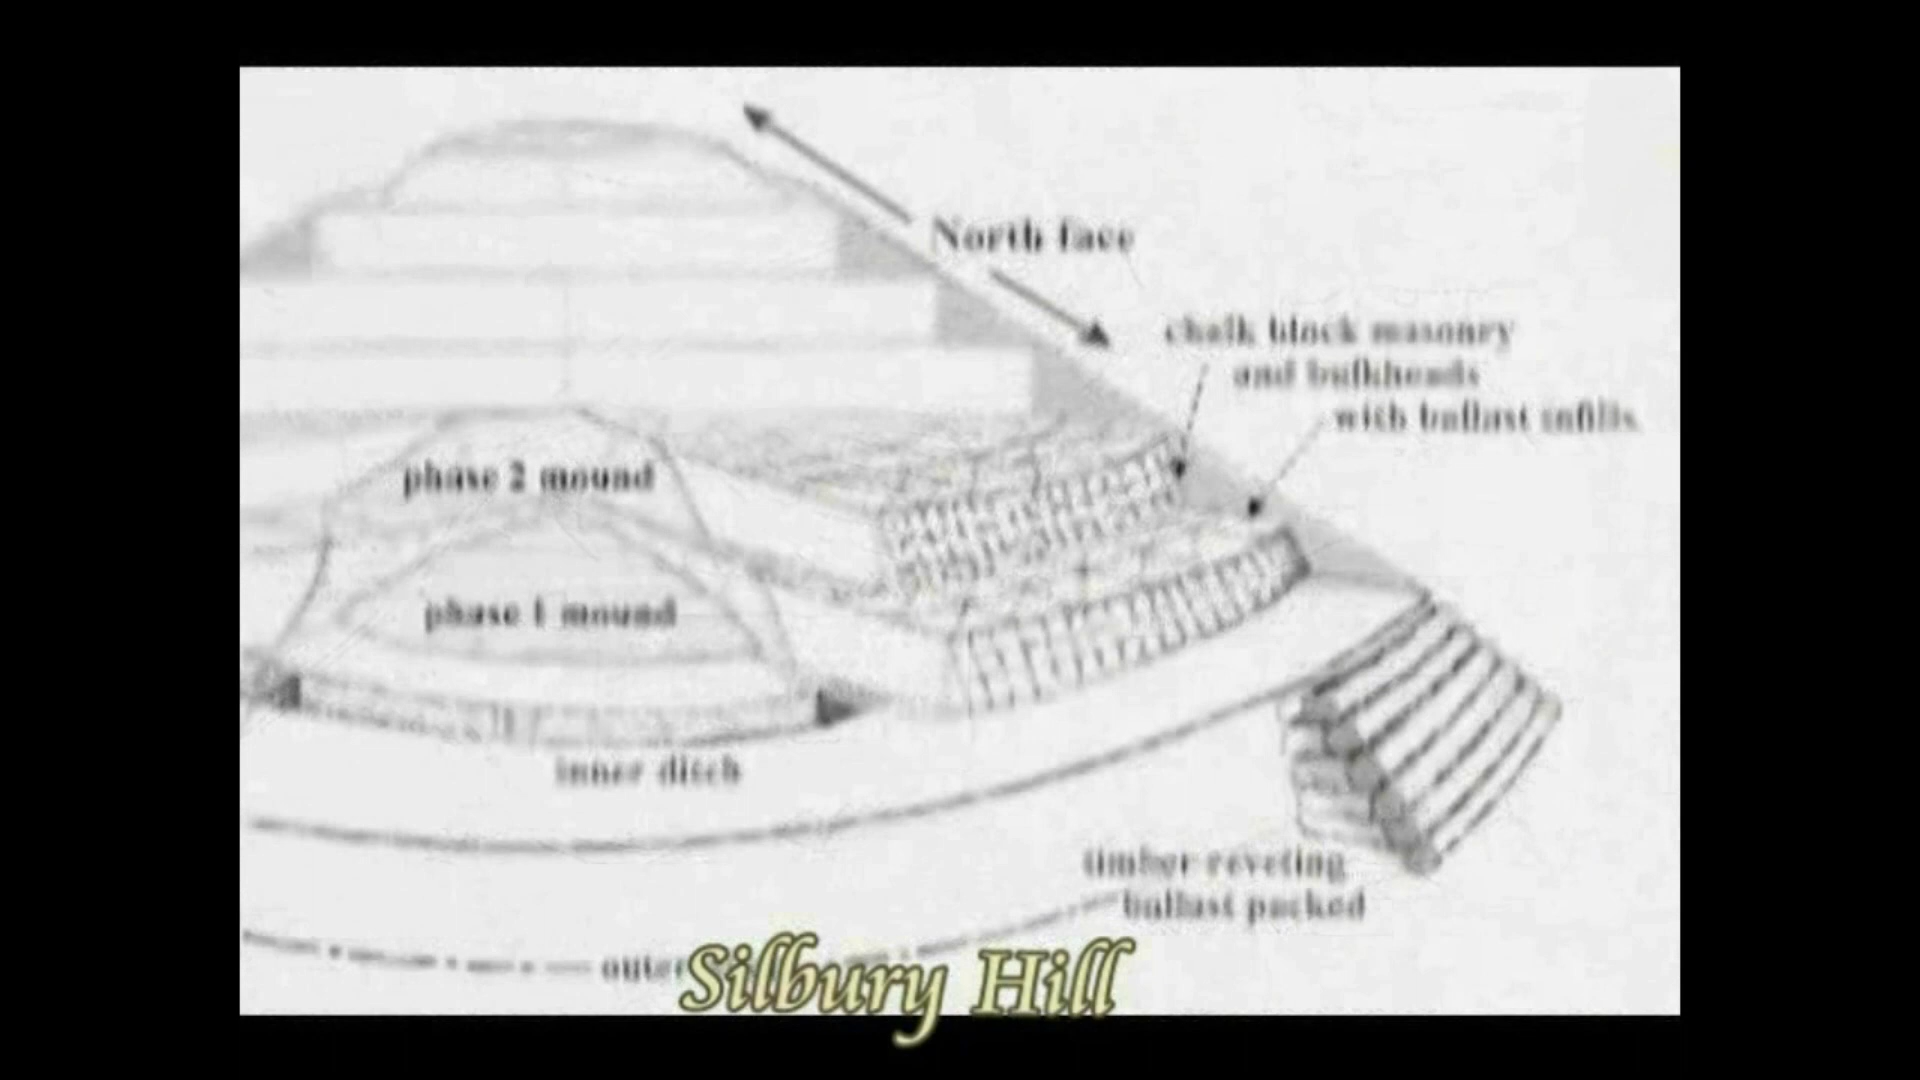 North face
chalk block masonry
and bulkheads
with ballast infills
phase 2 mound
phase 1 mound
inner ditch
timber reveting
ballast packed
outer
Silbury Hill